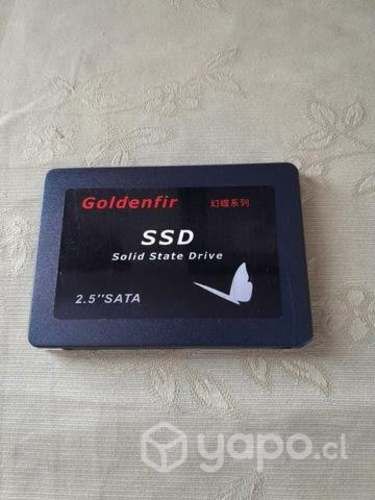 Goldenfir 幻蝶系列
SSD
Solid State Drive
2.5"SATA
yapo.cl